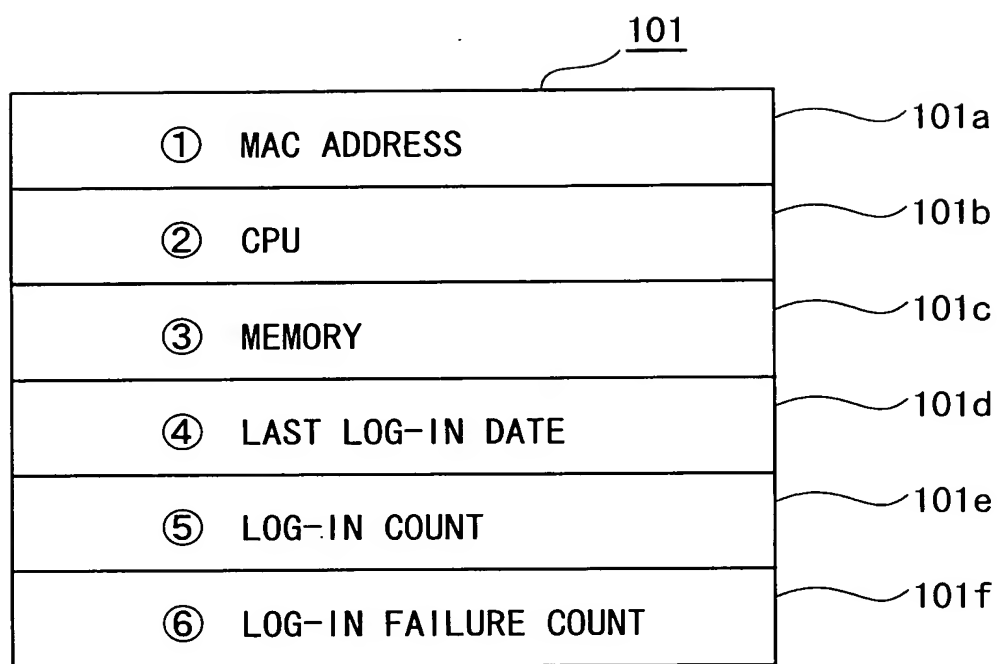 101
① MAC ADDRESS 101a
② CPU 101b
③ MEMORY 101c
④ LAST LOG-IN DATE 101d
⑤ LOG-IN COUNT 101e
⑥ LOG-IN FAILURE COUNT 101f